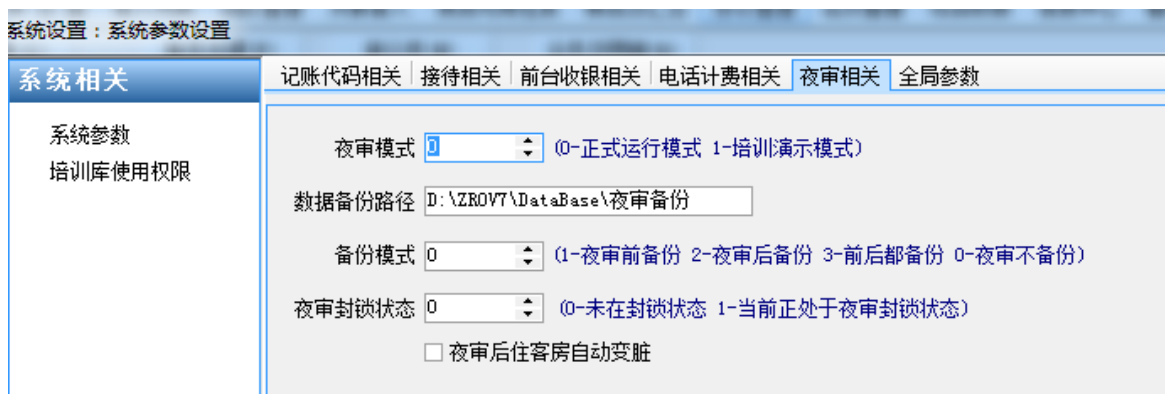 系统设置：系统参数设置
系统相关
系统参数
培训库使用权限
记账代码相关 接待相关 前台收银相关 电话计费相关 夜审相关 全局参数
夜审模式 0 (0-正式运行模式 1-培训演示模式)
数据备份路径 D:\ZROV7\DataBase\夜审备份
备份模式 0 (1-夜审前备份 2-夜审后备份 3-前后都备份 0-夜审不备份)
夜审封锁状态 0 (0-未在封锁状态 1-当前正处于夜审封锁状态)
夜审后住客房自动变脏